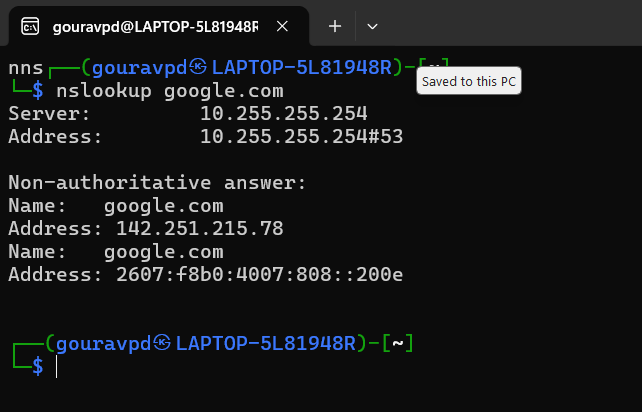 gouravpd@LAPTOP-5L81948R
nns┌──(gouravpd㉿LAPTOP-5L81948R)-[~]
Saved to this PC
└─$ nslookup google.com
Server:         10.255.255.254
Address:        10.255.255.254#53
Non-authoritative answer:
Name:   google.com
Address: 142.251.215.78
Name:   google.com
Address: 2607:f8b0:4007:808::200e
┌──(gouravpd㉿LAPTOP-5L81948R)-[~]
└─$